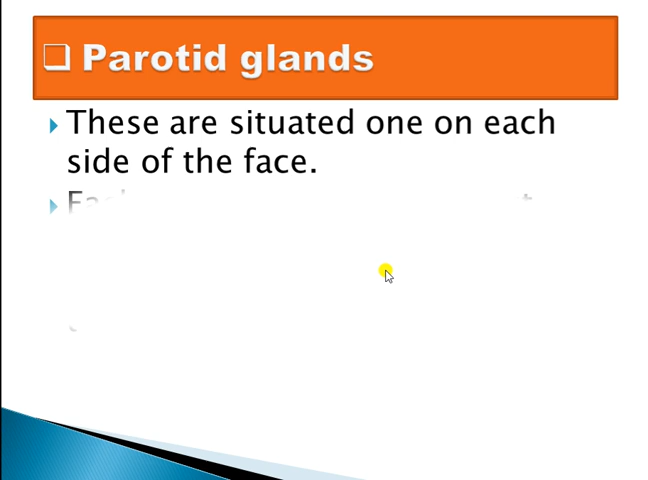 ❑ Parotid glands
These are situated one on each
side of the face.